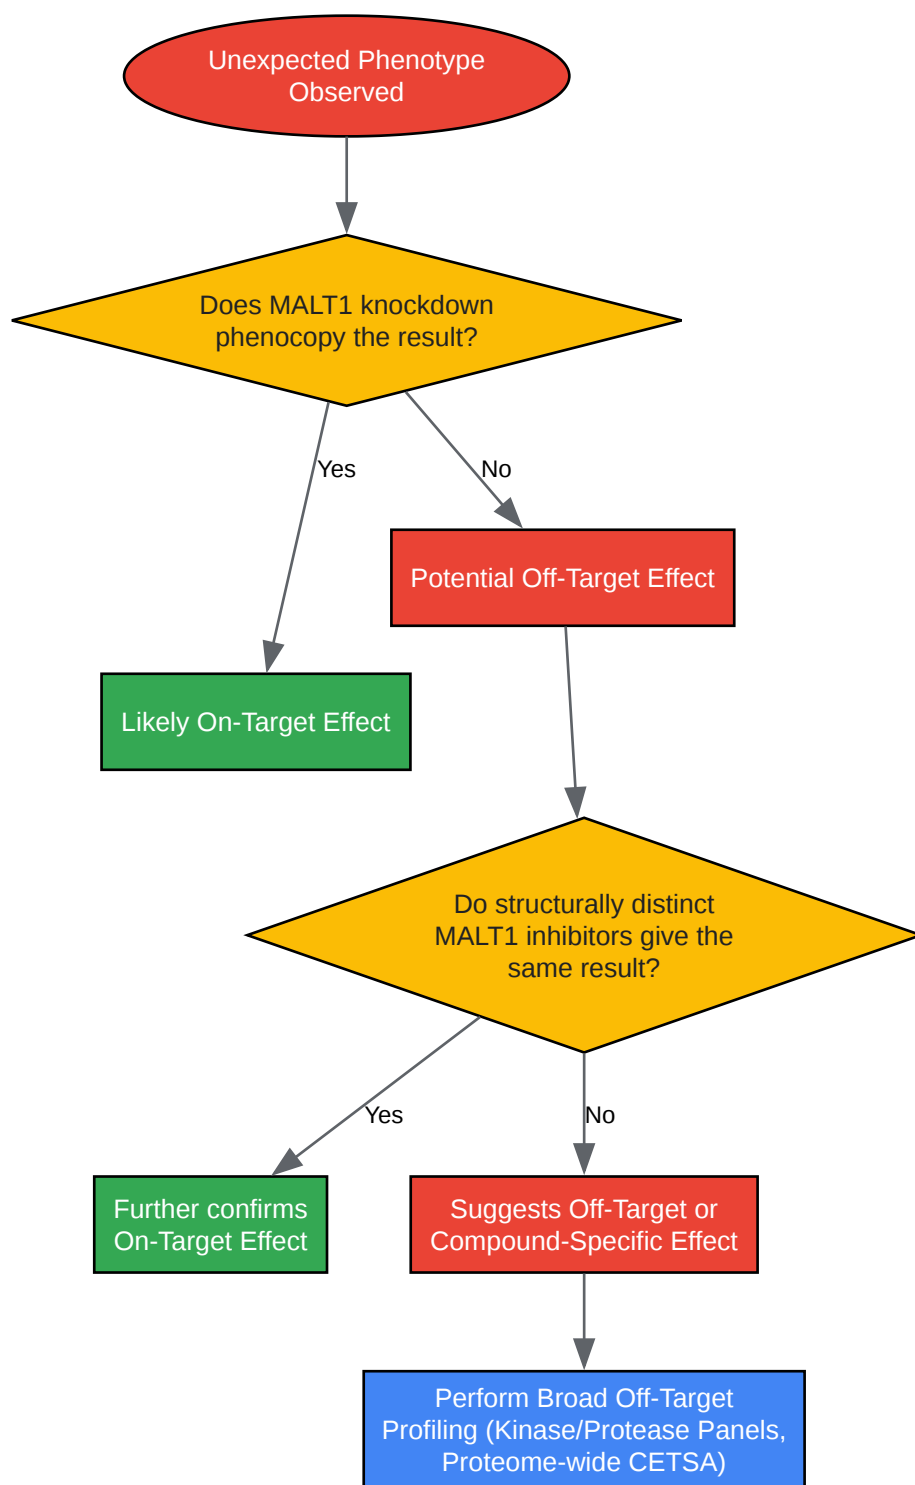 Unexpected Phenotype
Observed
Does MALT1 knockdown
phenocopy the result?
Yes
No
Potential Off-Target Effect
Likely On-Target Effect
Do structurally distinct
MALT1 inhibitors give the
same result?
Yes
No
Further confirms
On-Target Effect
Suggests Off-Target or
Compound-Specific Effect
Perform Broad Off-Target
Profiling (Kinase/Protease Panels,
Proteome-wide CETSA)